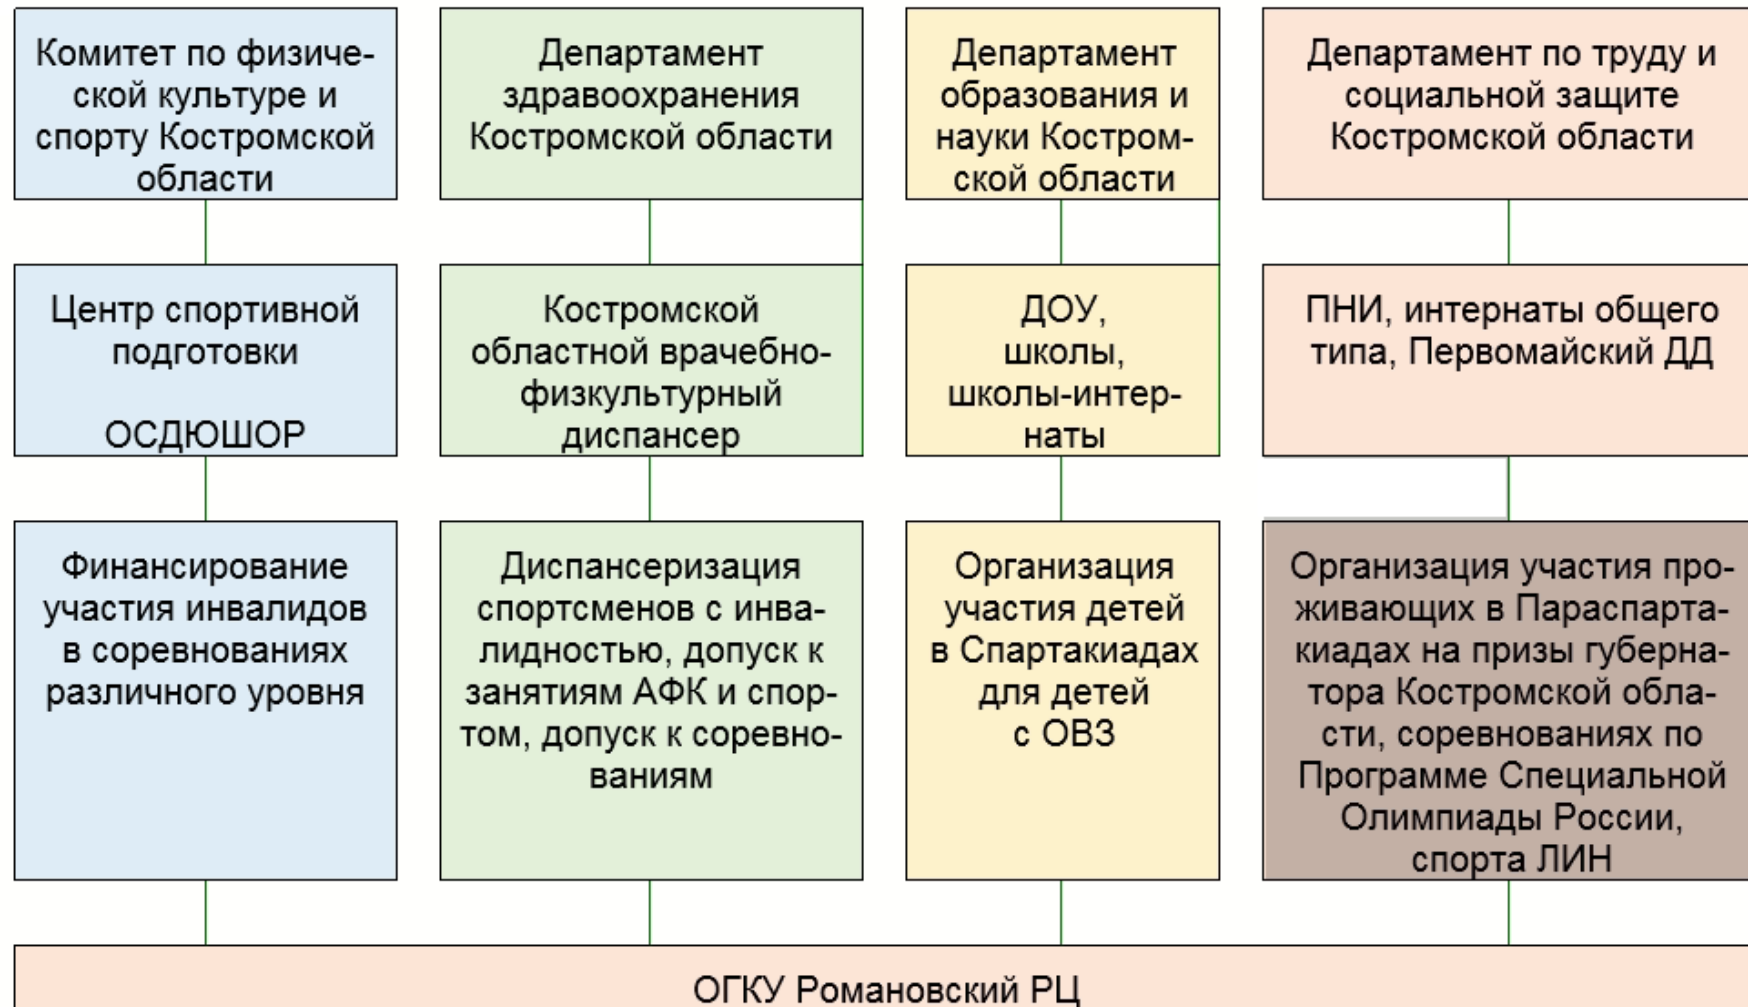 Комитет по физиче-
ской культуре и
спорту Костромской
области
Департамент
здравоохранения
Костромской области
Департамент
образования и
науки Костром-
ской области
Департамент по труду и
социальной защите
Костромской области
Центр спортивной
подготовки
ОСДЮШОР
Костромской
областной врачебно-
физкультурный
диспансер
ДОУ,
школы,
школы-интер-
наты
ПНИ, интернаты общего
типа, Первомайский ДД
Финансирование
участия инвалидов
в соревнованиях
различного уровня
Диспансеризация
спортсменов с инва-
лидностью, допуск к
занятиям АФК и спор-
том, допуск к соревно-
ваниям
Организация
участия детей
в Спартакиадах
для детей
с ОВЗ
Организация участия про-
живающих в Параспарта-
киадах на призы губерна-
тора Костромской обла-
сти, соревнованиях по
Программе Специальной
Олимпиады России,
спорта ЛИН
ОГКУ Романовский РЦ